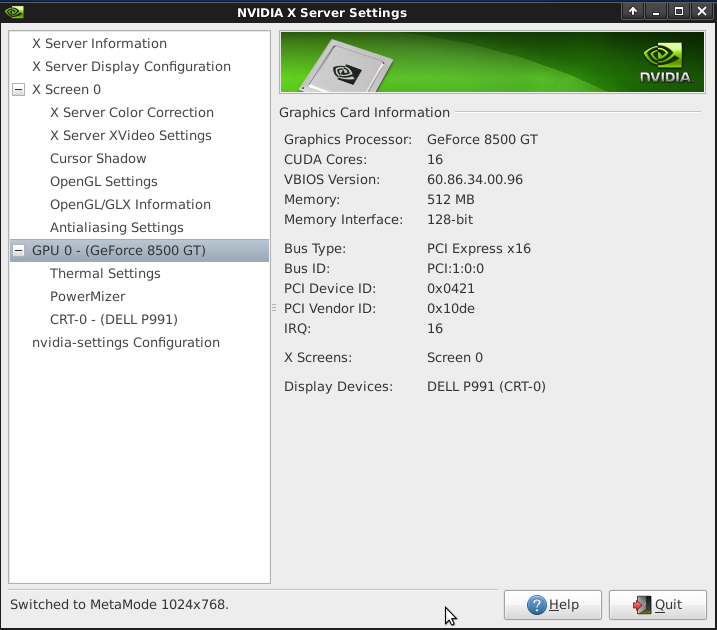 NVIDIA X Server Settings
X Server Information
X Server Display Configuration
X Screen 0
X Server Color Correction
X Server XVideo Settings
Cursor Shadow
OpenGL Settings
OpenGL/GLX Information
Antialiasing Settings
GPU 0 - (GeForce 8500 GT)
Thermal Settings
PowerMizer
CRT-0 - (DELL P991)
nvidia-settings Configuration
NVIDIA
Graphics Card Information
Graphics Processor: GeForce 8500 GT
CUDA Cores: 16
VBIOS Version: 60.86.34.00.96
Memory: 512 MB
Memory Interface: 128-bit
Bus Type: PCI Express x16
Bus ID: PCI:1:0:0
PCI Device ID: 0x0421
PCI Vendor ID: 0x10de
IRQ: 16
X Screens: Screen 0
Display Devices: DELL P991 (CRT-0)
Switched to MetaMode 1024x768.
Help
Quit